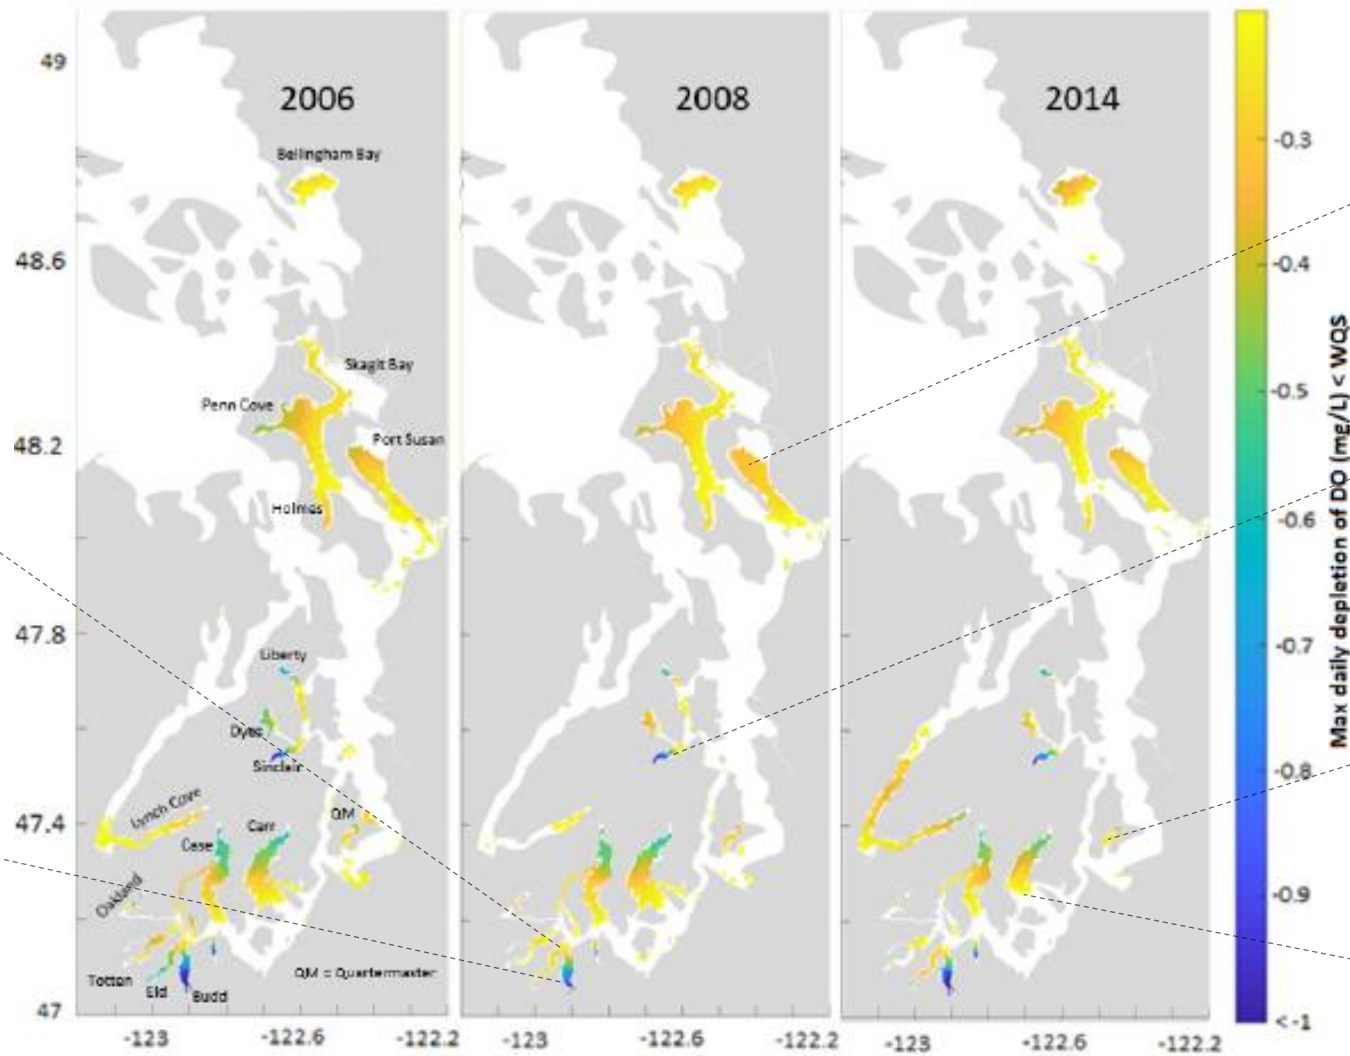 2006
2008
2014
Bellingham Bay
Skagit Bay
Penn Cove
Port Susan
Holmes
Liberty
Dyes
Sinclair
Lynch Cove
QM
Carr
Case
Oakland
Totten
Eld
Budd
QM = Quartermaster
49
48.6
48.2
47.8
47.4
47
-123
-122.6
-122.2
-123
-122.6
-122.2
-123
-122.6
-122.2
-0.3
-0.4
-0.5
-0.6
-0.7
-0.8
-0.9
< -1
Max daily depletion of DO (mg/L) < WQS